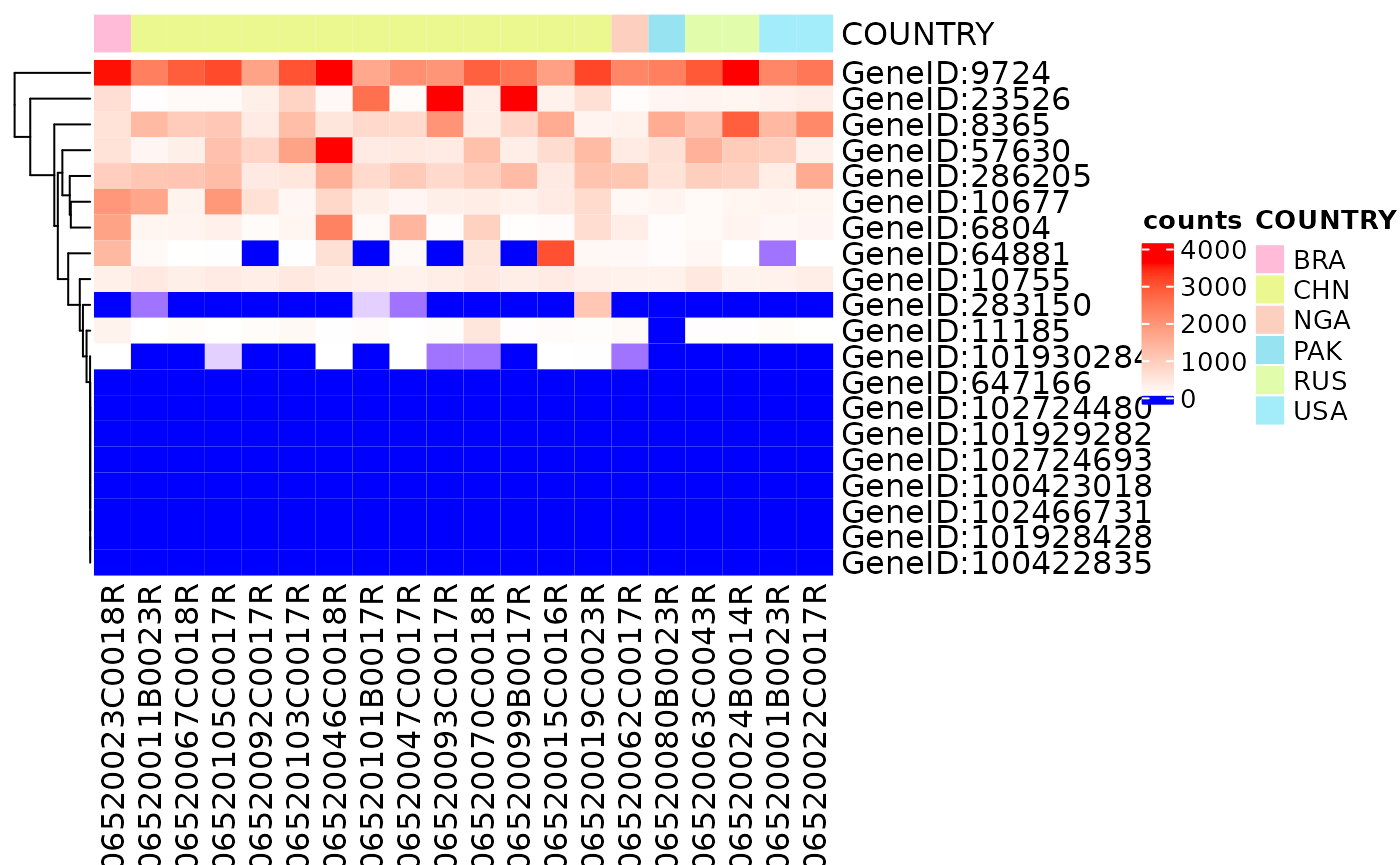 COUNTRY
GeneID:9724
GeneID:23526
GeneID:8365
GeneID:57630
GeneID:286205
GeneID:10677
GeneID:6804
GeneID:64881
GeneID:10755
GeneID:283150
GeneID:11185
GeneID:101930284
GeneID:647166
GeneID:102724480
GeneID:101929282
GeneID:102724693
GeneID:100423018
GeneID:102466731
GeneID:101928428
GeneID:100422835
counts
4000
3000
2000
1000
0
COUNTRY
BRA
CHN
NGA
PAK
RUS
USA
06520023C0018R
06520011B0023R
06520067C0018R
06520105C0017R
06520092C0017R
06520103C0017R
06520046C0018R
06520101B0017R
06520047C0017R
06520093C0017R
06520070C0018R
06520099B0017R
06520015C0016R
06520019C0023R
06520062C0017R
06520080B0023R
06520063C0043R
06520024B0014R
06520001B0023R
06520022C0017R